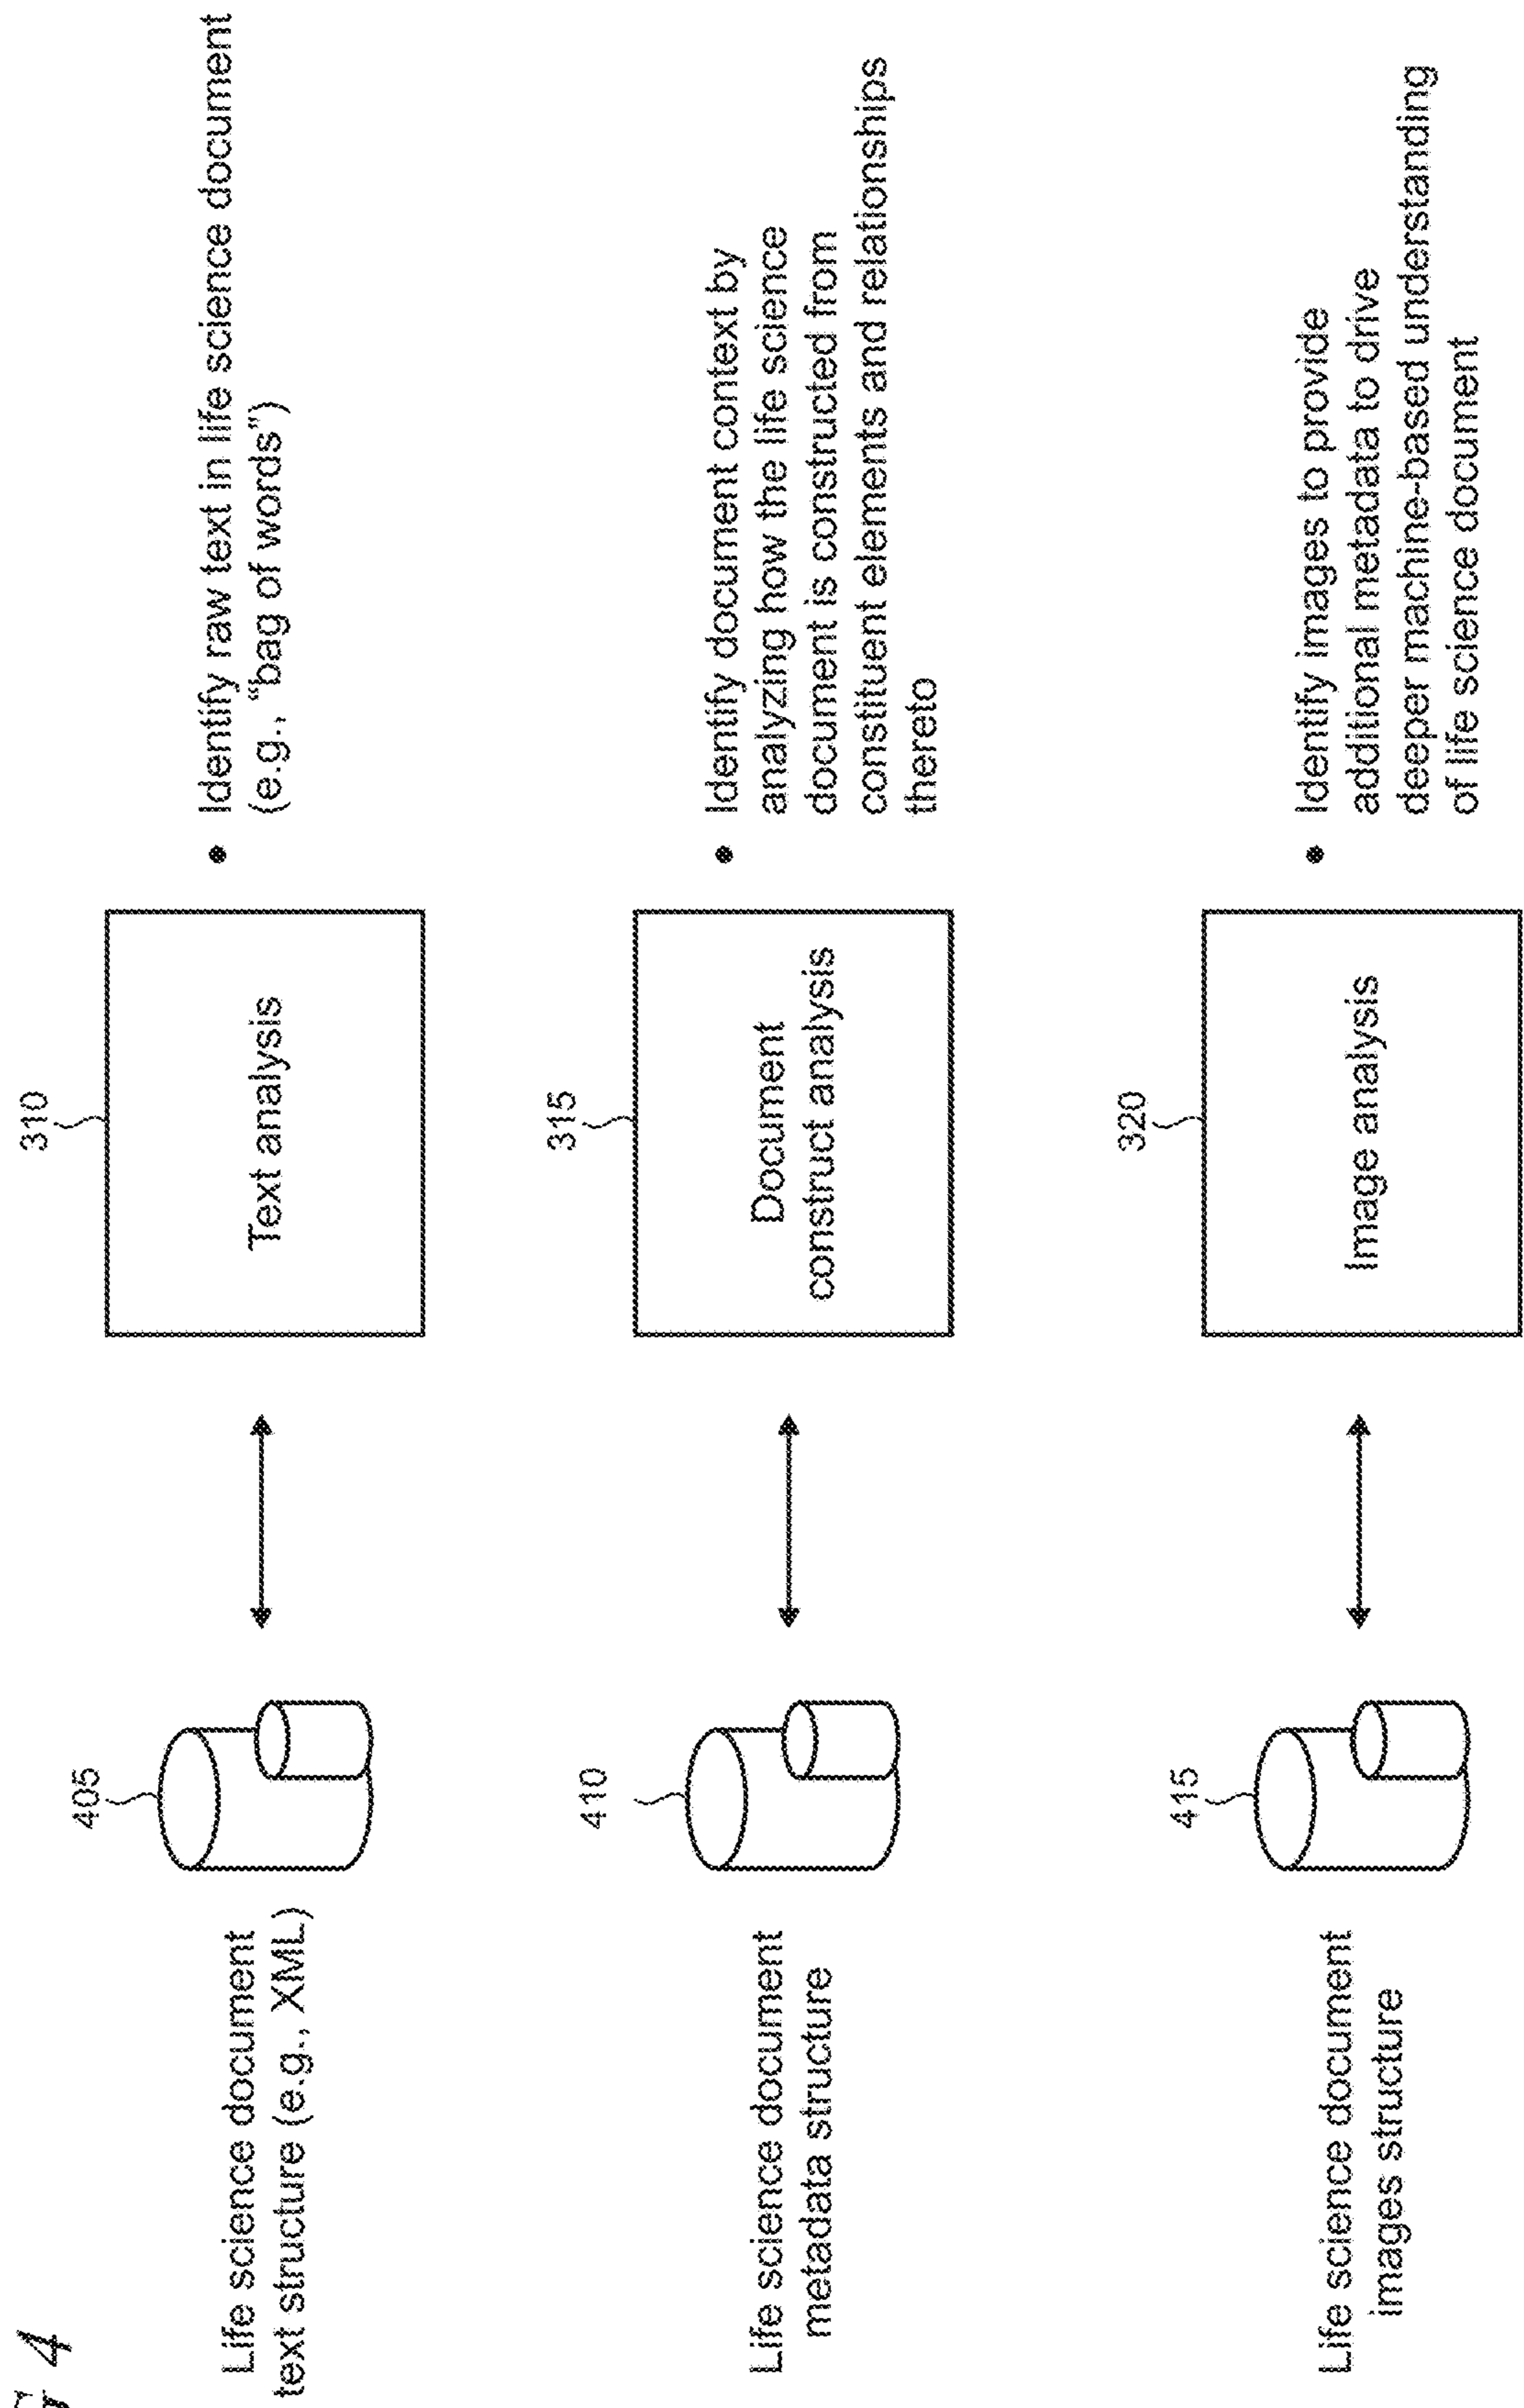 G 4
Life science document
text structure (e.g., XML)
405
310
Text analysis
• Identify raw text in life science document
(e.g., “bag of words”)
Life science document
metadata structure
410
315
Document
construct analysis
• Identify document context by
analyzing how the life science
document is constructed from
constituent elements and relationships
thereto
Life science document
images structure
415
320
Image analysis
• Identify images to provide
additional metadata to drive
deeper machine-based understanding
of life science document